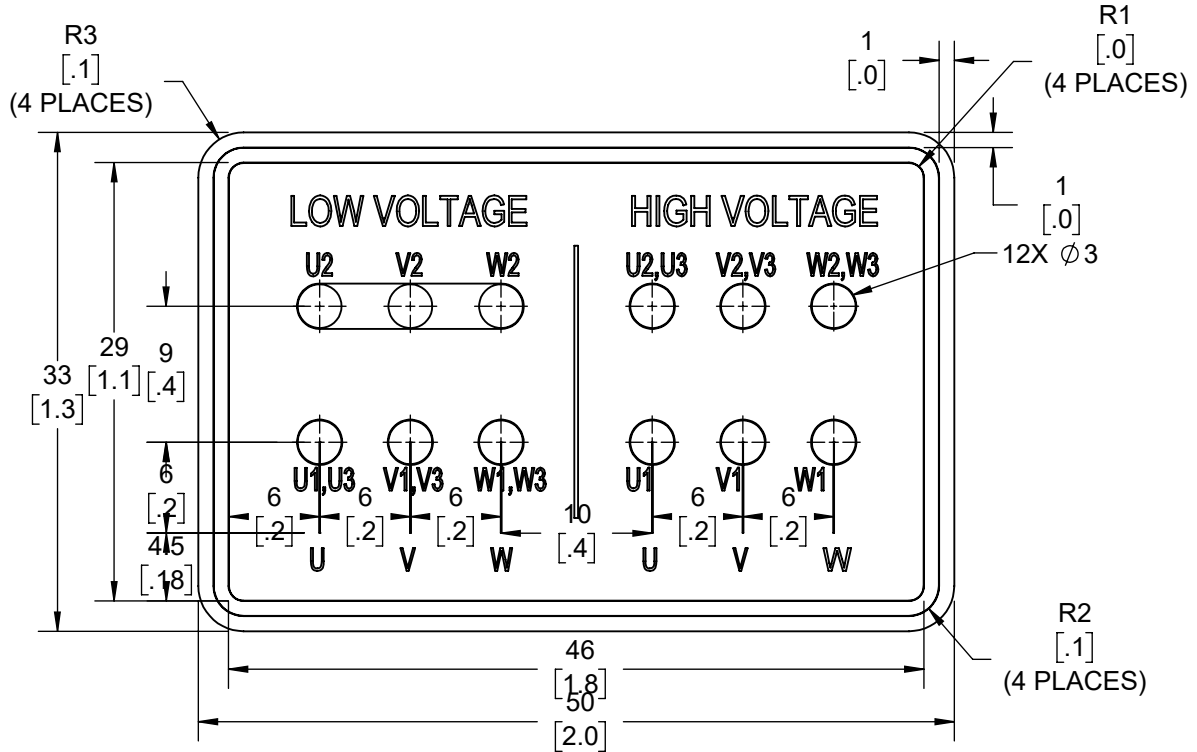 R3
[.1]
(4 PLACES)
1
[.0]
R1
[.0]
(4 PLACES)
1
[.0]
12X ⌀3
LOW VOLTAGE
HIGH VOLTAGE
U2 V2 W2
U2,U3 V2,V3 W2,W3
33
[1.3]
29
[1.1]
9
[.4]
U1,U3 V1,V3 W1,W3
U1 V1 W1
6
[.2]
6
[.2]
6
[.2]
6
[.2]
10
[.4]
6
[.2]
6
[.2]
4.5
[.18]
U V W
U V W
46
[1.8]
50
[2.0]
R2
[.1]
(4 PLACES)